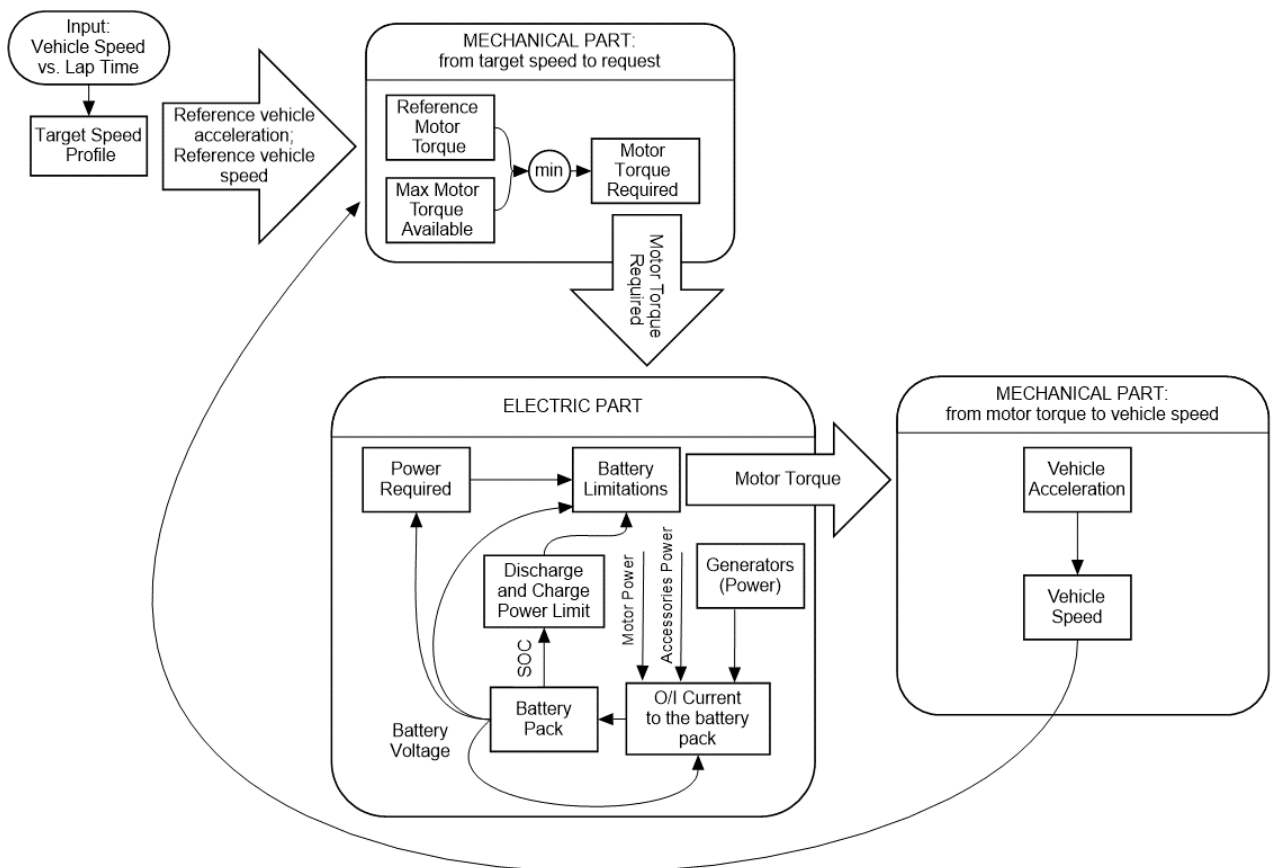 Input:
Vehicle Speed
vs. Lap Time
Target Speed
Profile
Reference vehicle
acceleration;
Reference vehicle
speed
MECHANICAL PART:
from target speed to request
Reference
Motor
Torque
Max Motor
Torque
Available
min
Motor
Torque
Required
Motor Torque
Required
ELECTRIC PART
Power
Required
Battery
Limitations
Discharge
and Charge
Power Limit
SOC
Battery
Pack
Battery
Voltage
Motor Power
Accessories Power
Generators
(Power)
O/I Current
to the battery
pack
Motor Torque
MECHANICAL PART:
from motor torque to vehicle speed
Vehicle
Acceleration
Vehicle
Speed